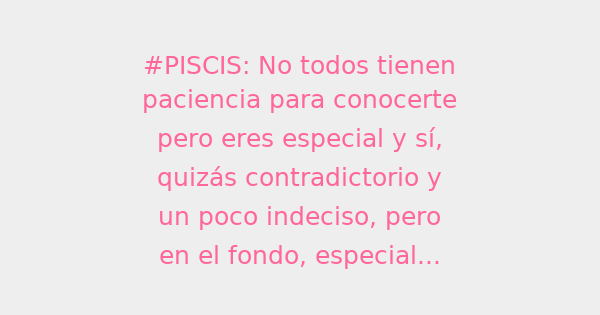 #PISCIS: No todos tienen
paciencia para conocerte
pero eres especial y sí,
quizás contradictorio y
un poco indeciso, pero
en el fondo, especial...